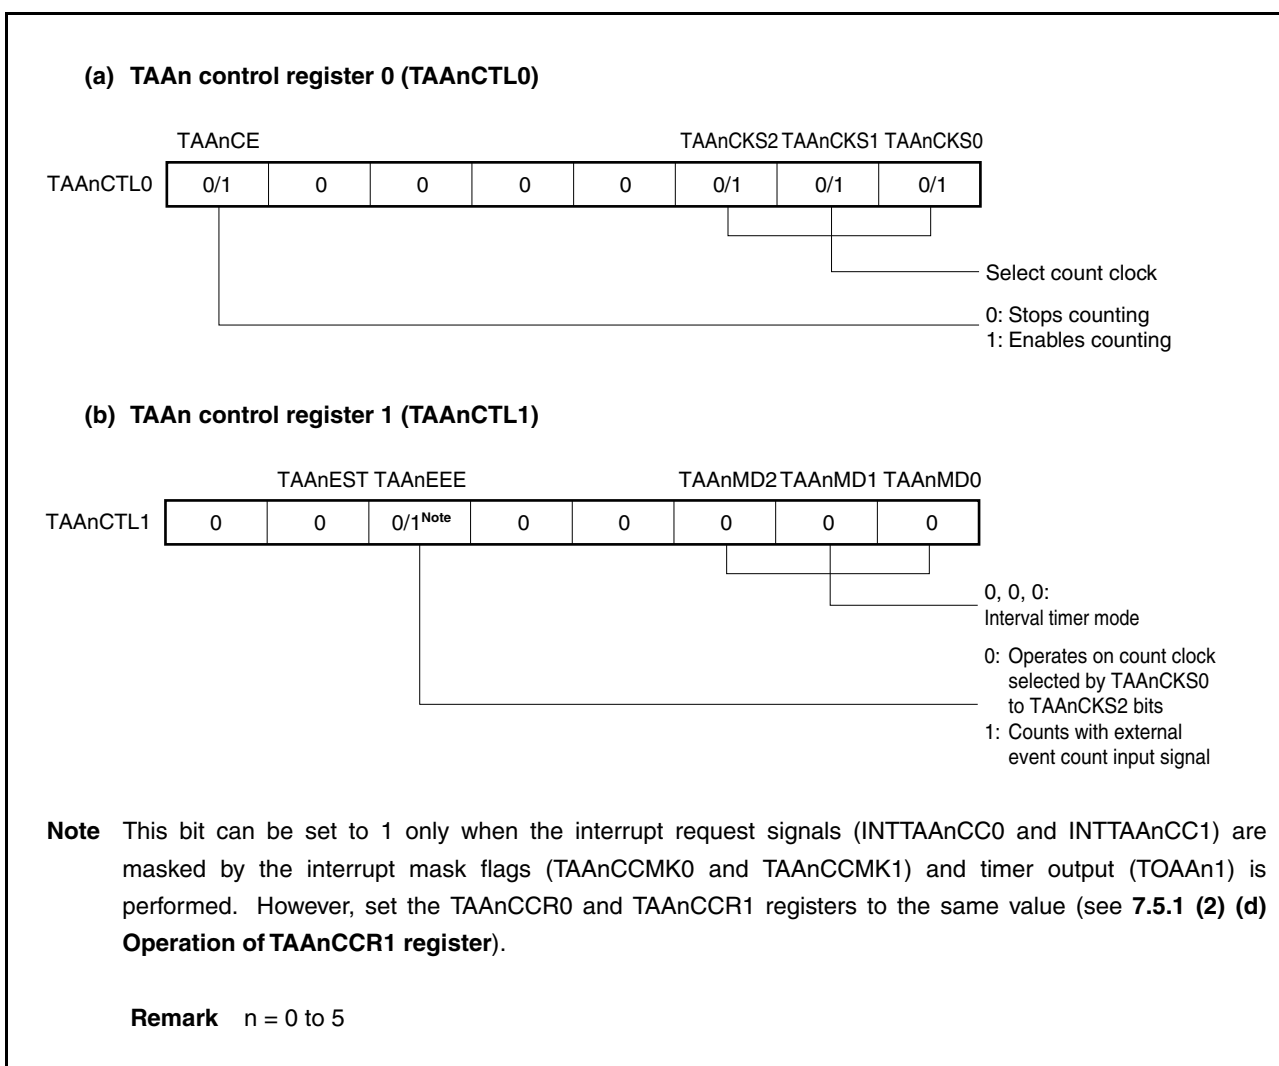 (a) TAAn control register 0 (TAAnCTL0)
TAAnCE TAAnCKS2 TAAnCKS1 TAAnCKS0
TAAnCTL0 0/1 0 0 0 0 0/1 0/1 0/1
Select count clock
0: Stops counting
1: Enables counting
(b) TAAn control register 1 (TAAnCTL1)
TAAnEST TAAnEEE TAAnMD2 TAAnMD1 TAAnMD0
TAAnCTL1 0 0 0/1Note 0 0 0 0 0
0, 0, 0:
Interval timer mode
0: Operates on count clock
selected by TAAnCKS0
to TAAnCKS2 bits
1: Counts with external
event count input signal
Note This bit can be set to 1 only when the interrupt request signals (INTTAAnCC0 and INTTAAnCC1) are
masked by the interrupt mask flags (TAAnCCMK0 and TAAnCCMK1) and timer output (TOAAn1) is
performed. However, set the TAAnCCR0 and TAAnCCR1 registers to the same value (see 7.5.1 (2) (d)
Operation of TAAnCCR1 register).
Remark n = 0 to 5